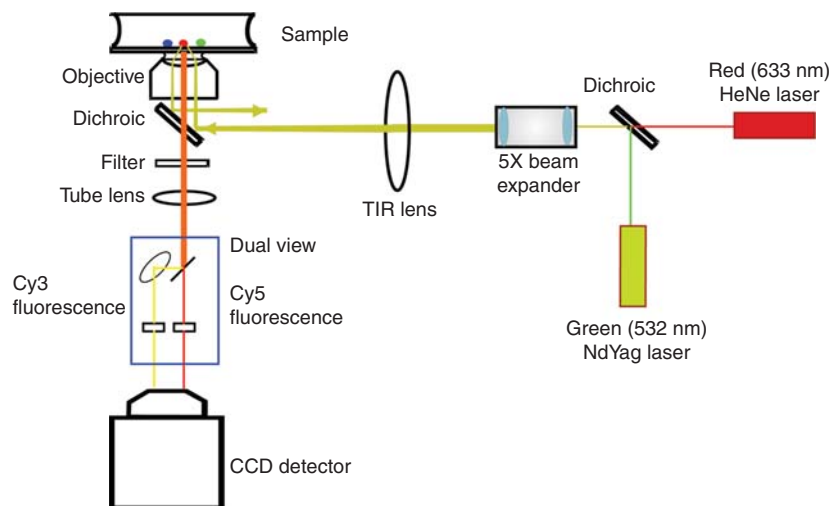 Sample
Objective
Dichroic
Filter
Tube lens
Dual view
Cy3
fluorescence
Cy5
fluorescence
CCD detector
TIR lens
5X beam
expander
Dichroic
Red (633 nm)
HeNe laser
Green (532 nm)
NdYag laser